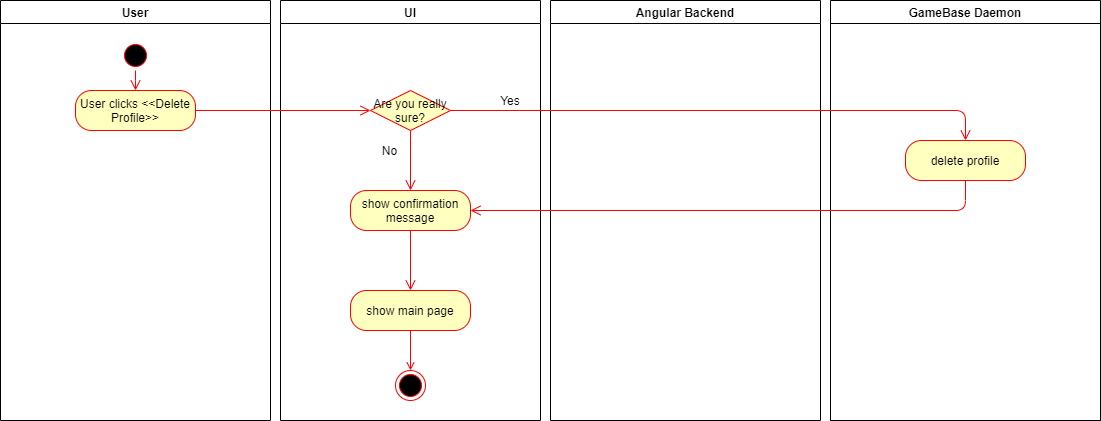 User
UI
Angular Backend
GameBase Daemon
User clicks <<Delete
Profile>>
Are you really
sure?
Yes
No
delete profile
show confirmation
message
show main page